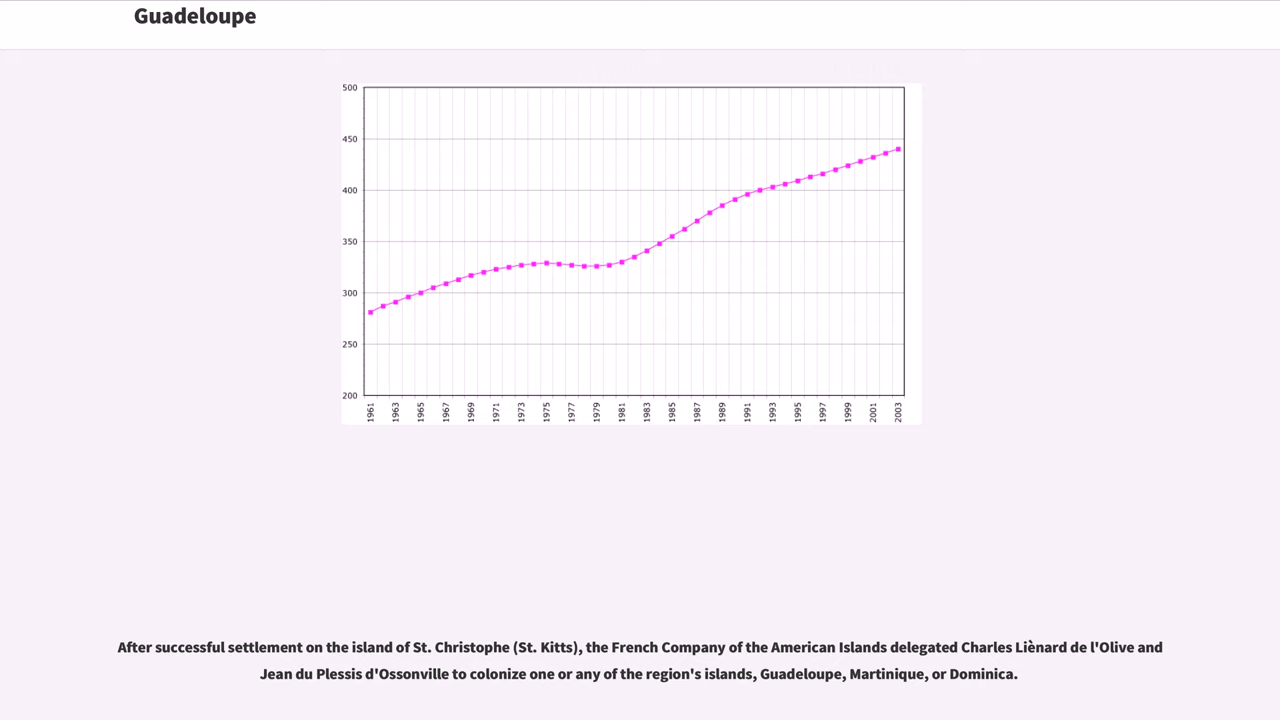 Guadeloupe
500
450
400
350
300
250
200
1961 1963 1965 1967 1969 1971 1973 1975 1977 1979 1981 1983 1985 1987 1989 1991 1993 1995 1997 1999 2001 2003
After successful settlement on the island of St. Christophe (St. Kitts), the French Company of the American Islands delegated Charles Liènard de l'Olive and
Jean du Plessis d'Ossonville to colonize one or any of the region's islands, Guadeloupe, Martinique, or Dominica.